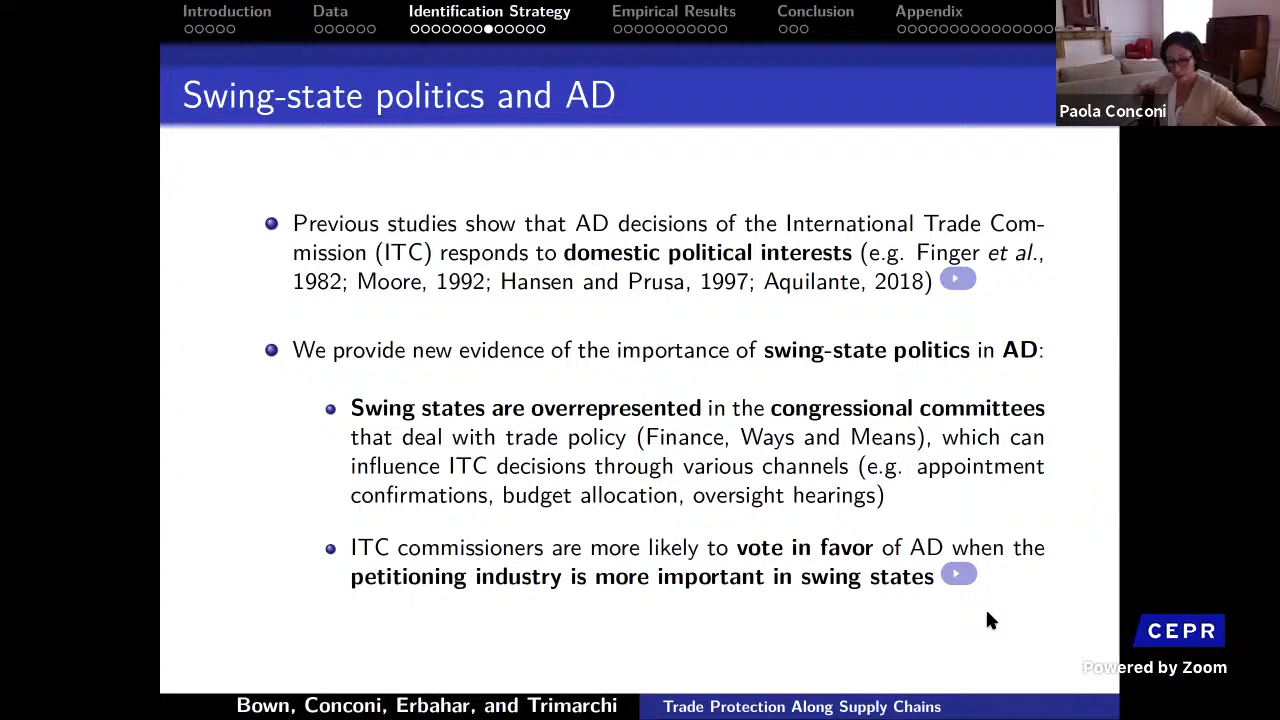 Introduction Data Identification Strategy Empirical Results Conclusion Appendix
Swing-state politics and AD
Paola Conconi
Previous studies show that AD decisions of the International Trade Com-
mission (ITC) responds to domestic political interests (e.g. Finger et al.,
1982; Moore, 1992; Hansen and Prusa, 1997; Aquilante, 2018)
We provide new evidence of the importance of swing-state politics in AD:
Swing states are overrepresented in the congressional committees
that deal with trade policy (Finance, Ways and Means), which can
influence ITC decisions through various channels (e.g. appointment
confirmations, budget allocation, oversight hearings)
ITC commissioners are more likely to vote in favor of AD when the
petitioning industry is more important in swing states
CEPR
Powered by Zoom
Bown, Conconi, Erbahar, and Trimarchi Trade Protection Along Supply Chains